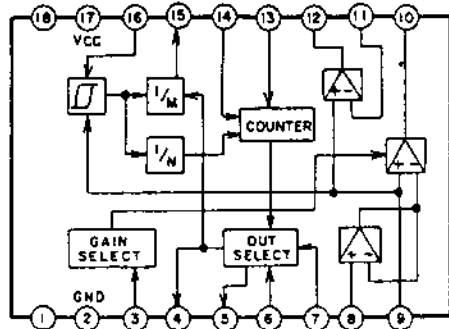 18 17 16 15 14 13 12 11 10
VCC
1/M
1/N
COUNTER
+ -
+ -
+ -
GAIN SELECT
OUT SELECT
GND
1 2 3 4 5 6 7 8 9